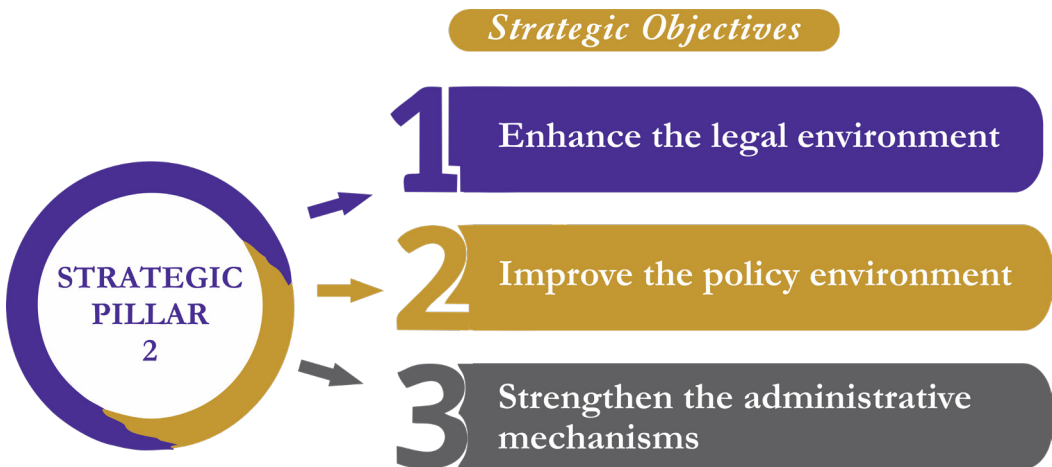 Strategic Objectives
STRATEGIC
PILLAR
2
1
Enhance the legal environment
2
Improve the policy environment
3
Strengthen the administrative
mechanisms